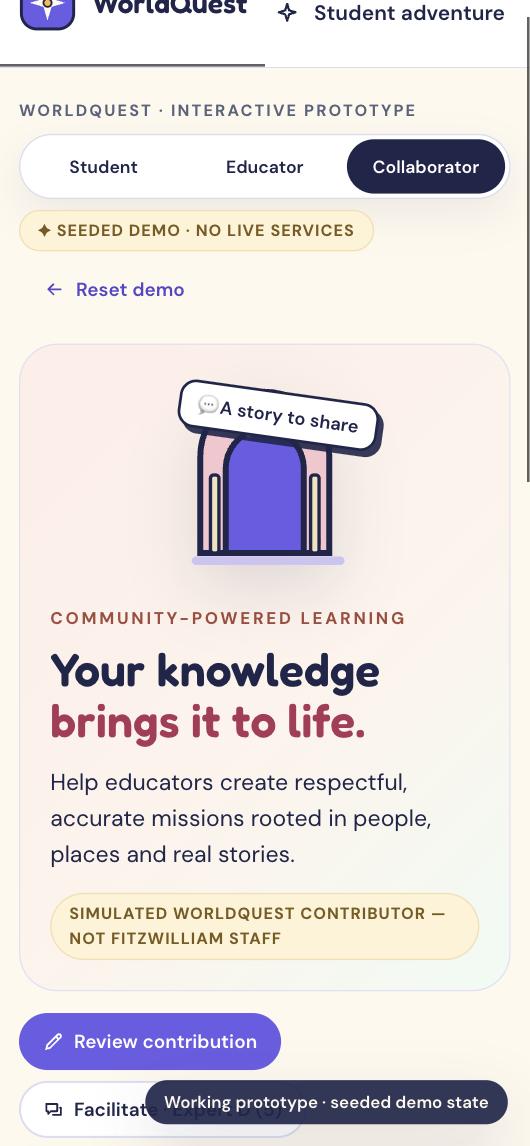 WorldQuest
Student adventure
WORLDQUEST · INTERACTIVE PROTOTYPE
Student
Educator
Collaborator
SEEDED DEMO · NO LIVE SERVICES
Reset demo
A story to share
COMMUNITY-POWERED LEARNING
Your knowledge
brings it to life.
Help educators create respectful,
accurate missions rooted in people,
places and real stories.
SIMULATED WORLDQUEST CONTRIBUTOR —
NOT FITZWILLIAM STAFF
Review contribution
Facilitate
Working prototype · seeded demo state